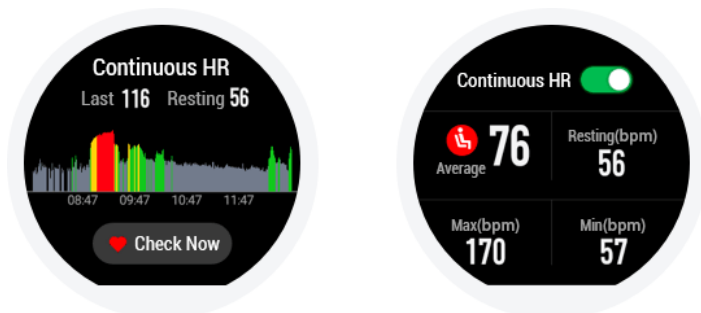 Continuous HR
Last 116 Resting 56
08:47 09:47 10:47 11:47
Check Now
Continuous HR
76
Average
Resting(bpm)
56
Max(bpm)
170
Min(bpm)
57